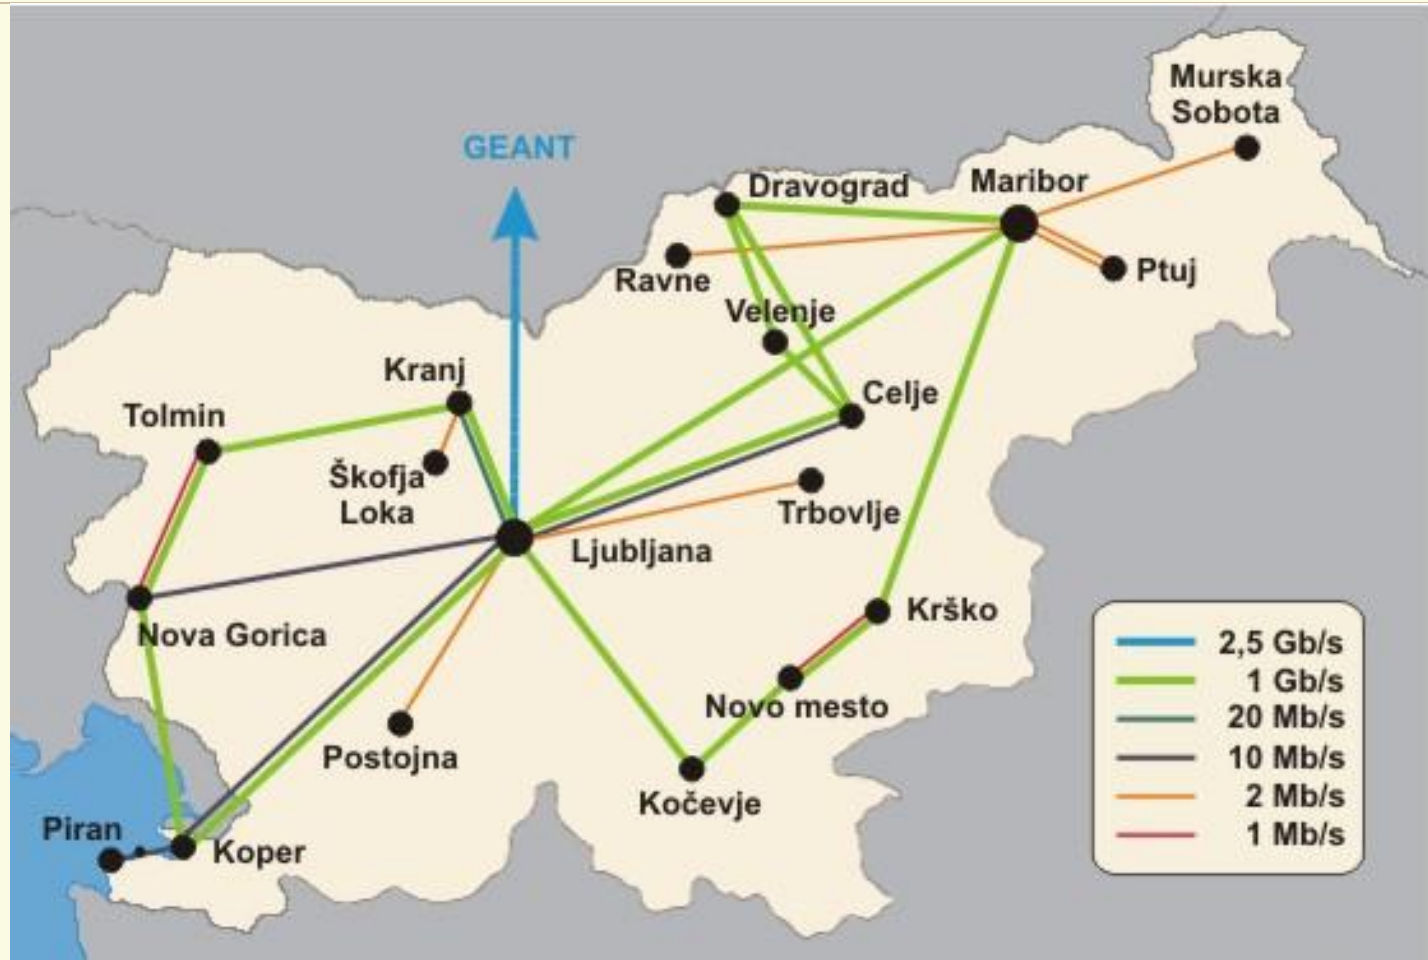 Murska
Sobota
GEANT
Dravograd
Maribor
Ravne
Ptuj
Velenje
Kranj
Celje
Tolmin
Škofja
Loka
Trbovlje
Ljubljana
Krško
Nova Gorica
Novo mesto
Postojna
Kočevje
Piran
Koper
2,5 Gb/s
1 Gb/s
20 Mb/s
10 Mb/s
2 Mb/s
1 Mb/s